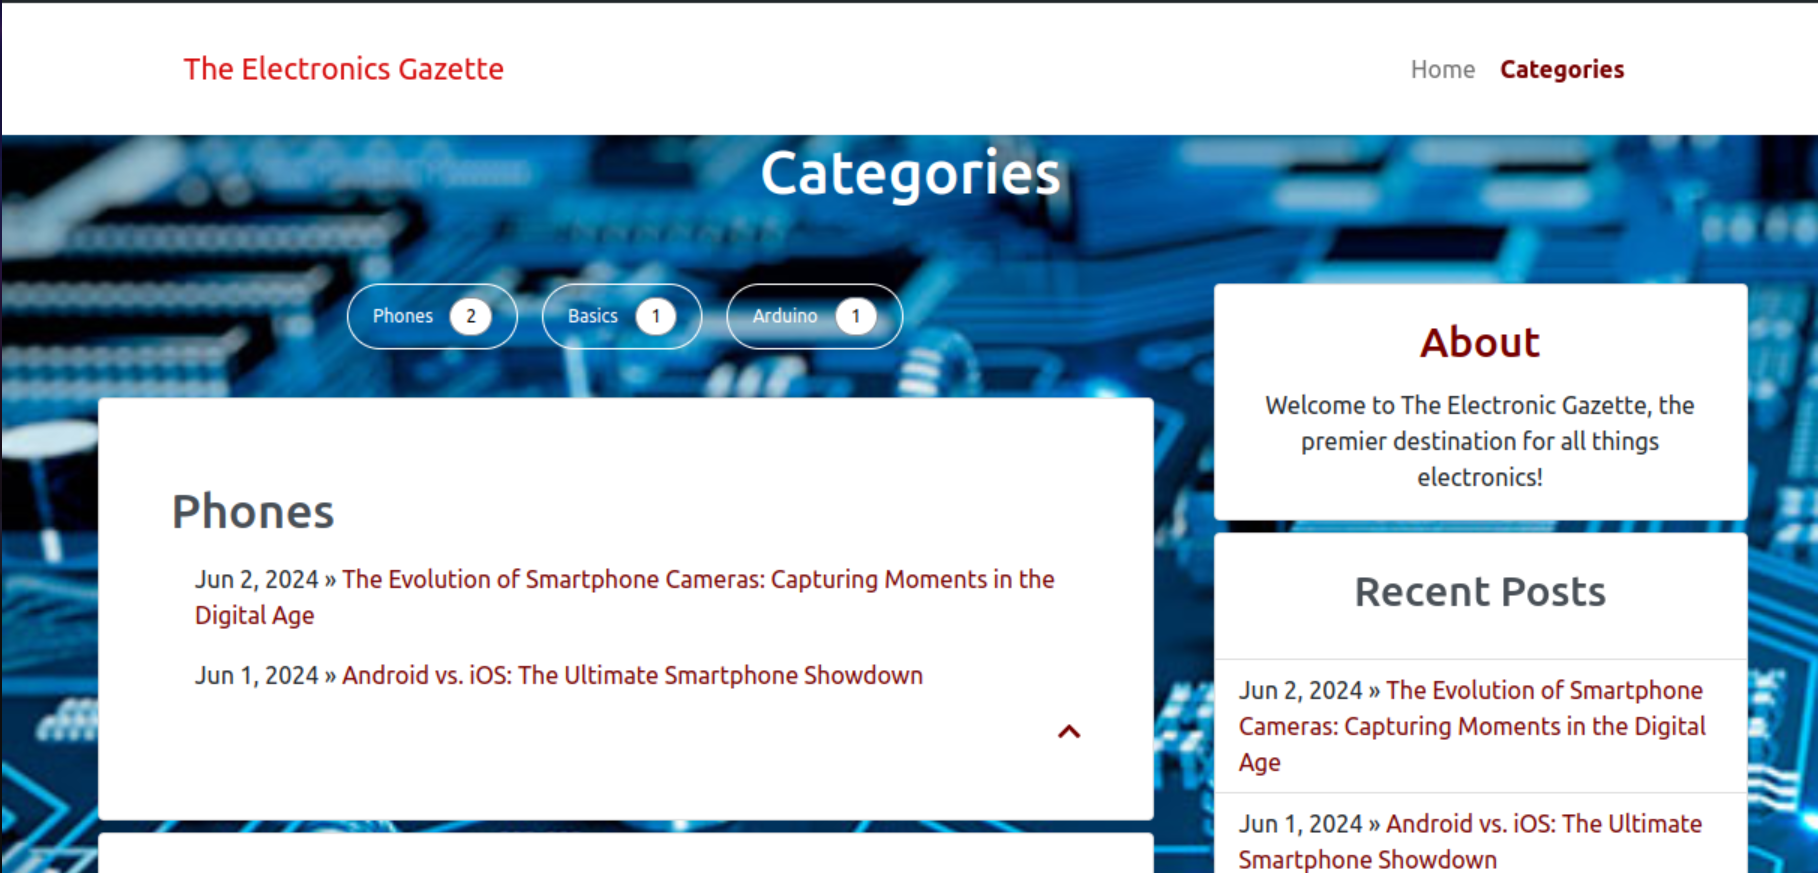 The Electronics Gazette
Home Categories
Categories
Phones 2 Basics 1 Arduino 1
Phones
Jun 2, 2024 » The Evolution of Smartphone Cameras: Capturing Moments in the
Digital Age
Jun 1, 2024 » Android vs. iOS: The Ultimate Smartphone Showdown
About
Welcome to The Electronic Gazette, the
premier destination for all things
electronics!
Recent Posts
Jun 2, 2024 » The Evolution of Smartphone
Cameras: Capturing Moments in the Digital
Age
Jun 1, 2024 » Android vs. iOS: The Ultimate
Smartphone Showdown